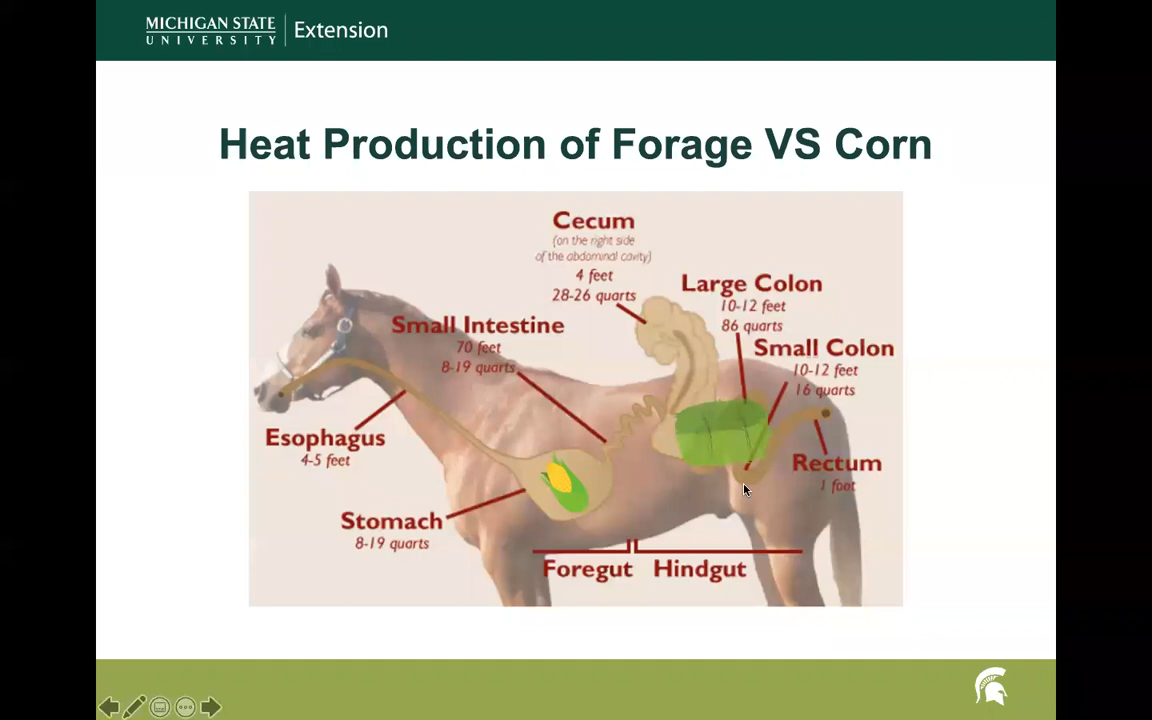 MICHIGAN STATE
UNIVERSITY
Extension
Heat Production of Forage VS Corn
Cecum
(on the right side
of the abdominal cavity)
4 feet
28-26 quarts
Large Colon
10-12 feet
86 quarts
Small Intestine
70 feet
8-19 quarts
Small Colon
10-12 feet
16 quarts
Esophagus
4-5 feet
Rectum
1 foot
Stomach
8-19 quarts
Foregut Hindgut